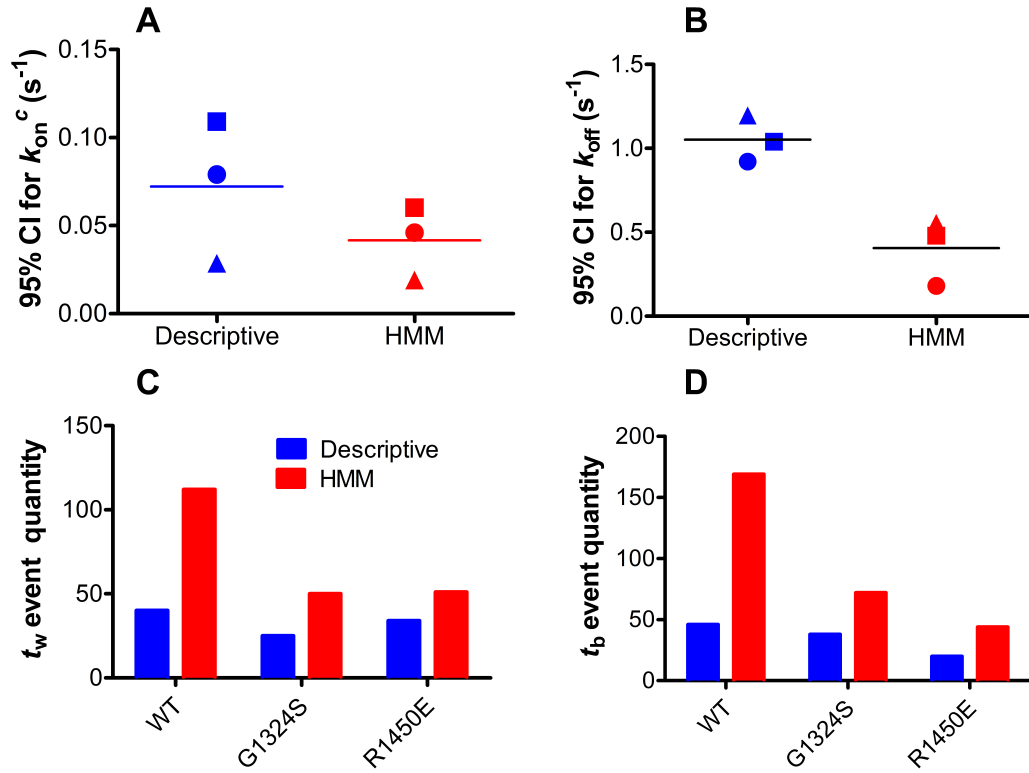 A
95% CI for kon c (s-1)
0.15
0.10
0.05
0.00
Descriptive
HMM
B
95% CI for koff (s-1)
1.5
1.0
0.5
0.0
Descriptive
HMM
C
tw event quantity
150
100
50
0
Descriptive
HMM
WT
G1324S
R1450E
D
tb event quantity
200
150
100
50
0
WT
G1324S
R1450E